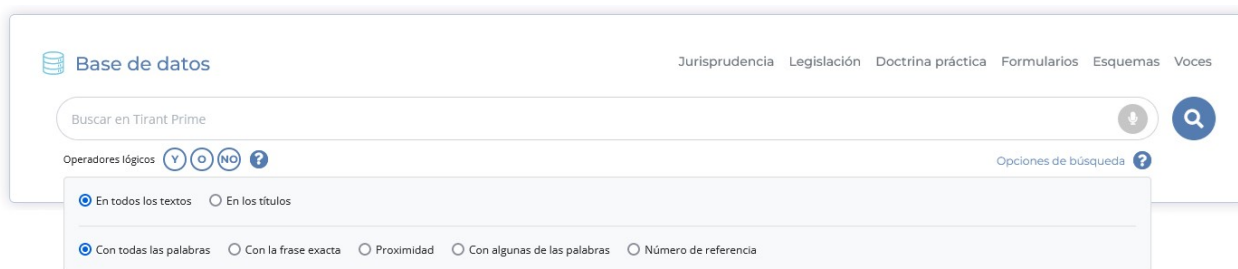 Base de datos
Jurisprudencia Legislación Doctrina práctica Formularios Esquemas Voces
Buscar en Tirant Prime
Operadores lógicos Y O NO ?
Opciones de búsqueda ?
En todos los textos En los títulos
Con todas las palabras Con la frase exacta Proximidad Con algunas de las palabras Número de referencia